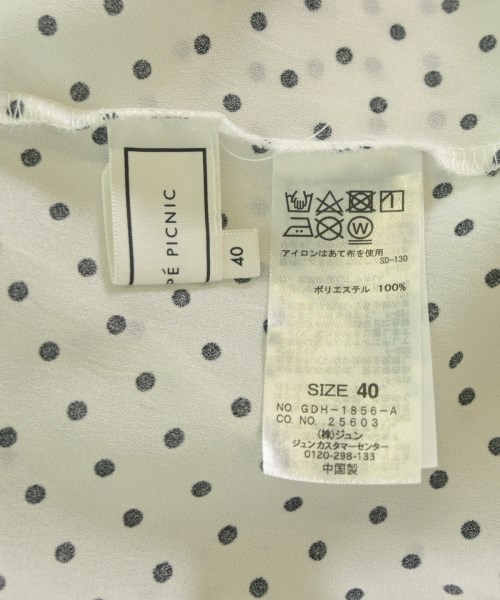 PÉ PICNIC
40
W
アイロンはあて布を使用
SD-130
ポリエステル 100%
SIZE 40
NO. GDH-1856-A
CO. NO. 25603
(株)ジュン
ジュンカスタマーセンター
0120-298-133
中国製